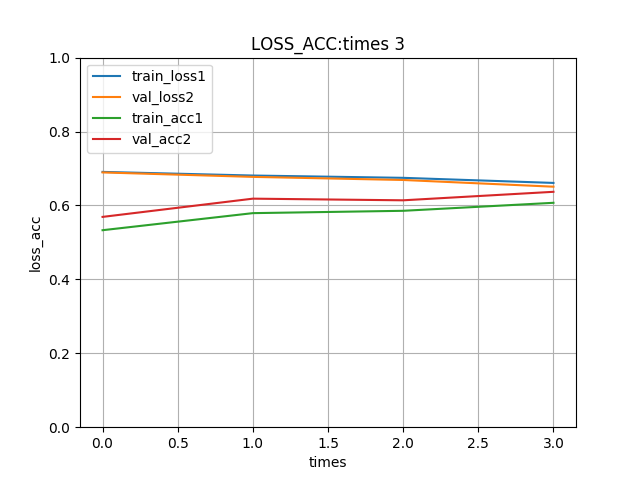 LOSS_ACC:times 3
1.0
0.8
0.6
0.4
0.2
0.0
loss_acc
train_loss1
val_loss2
train_acc1
val_acc2
0.0 0.5 1.0 1.5 2.0 2.5 3.0
times